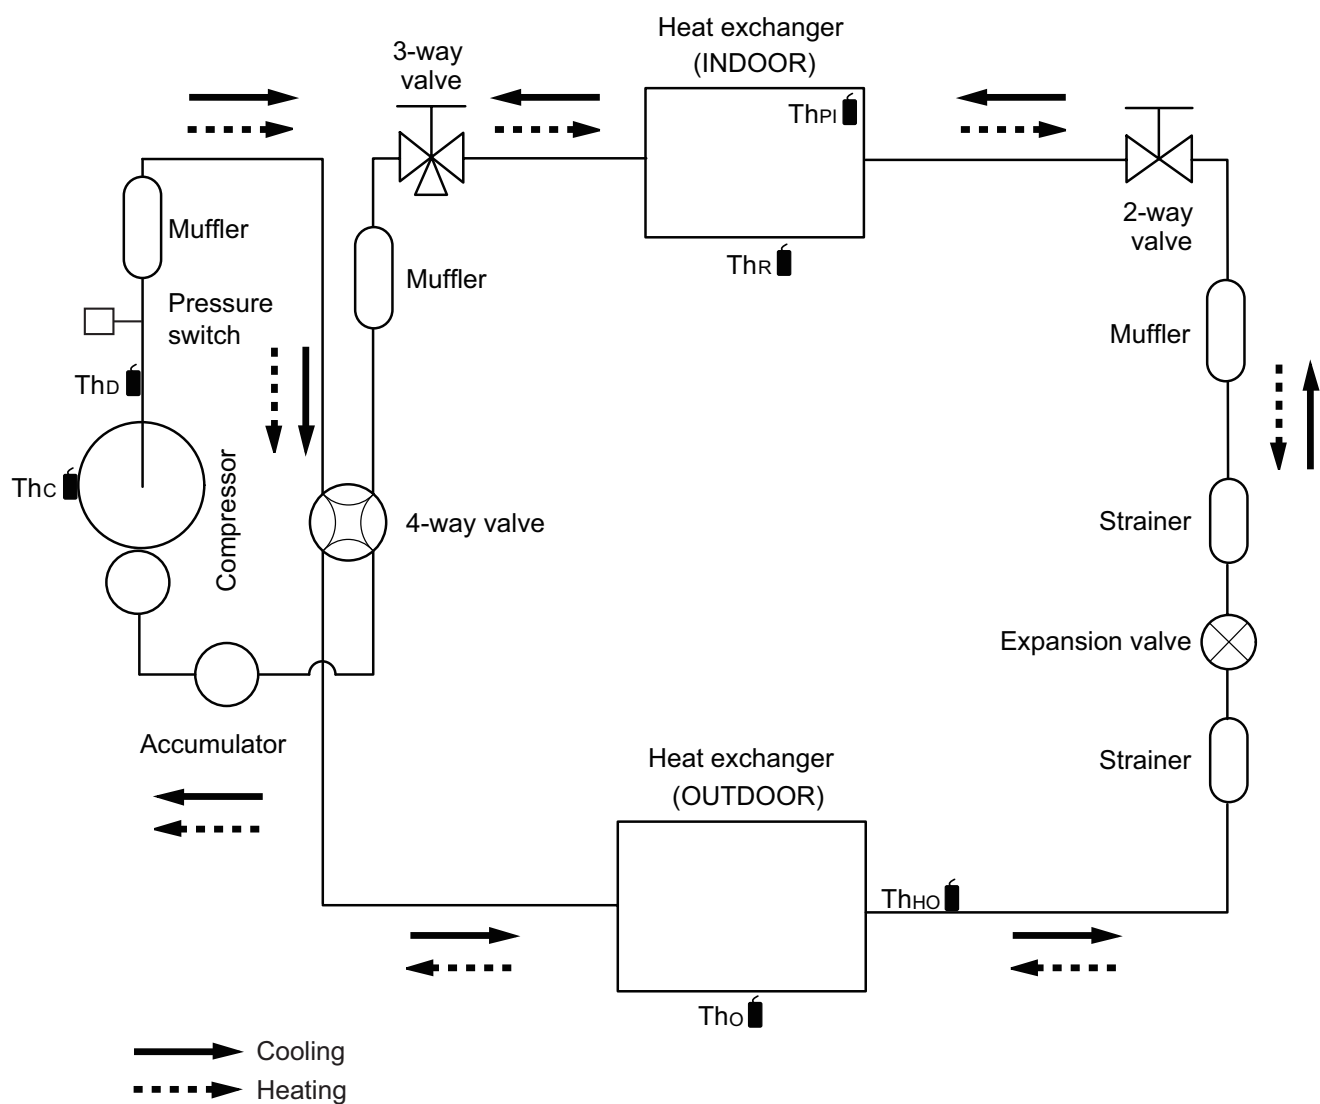 Heat exchanger
(INDOOR)
3-way
valve
ThPI
Muffler
2-way
valve
ThR
Muffler
Pressure
switch
Muffler
ThD
ThC
Compressor
4-way valve
Strainer
Expansion valve
Accumulator
Heat exchanger
(OUTDOOR)
Strainer
ThHO
ThO
Cooling
Heating